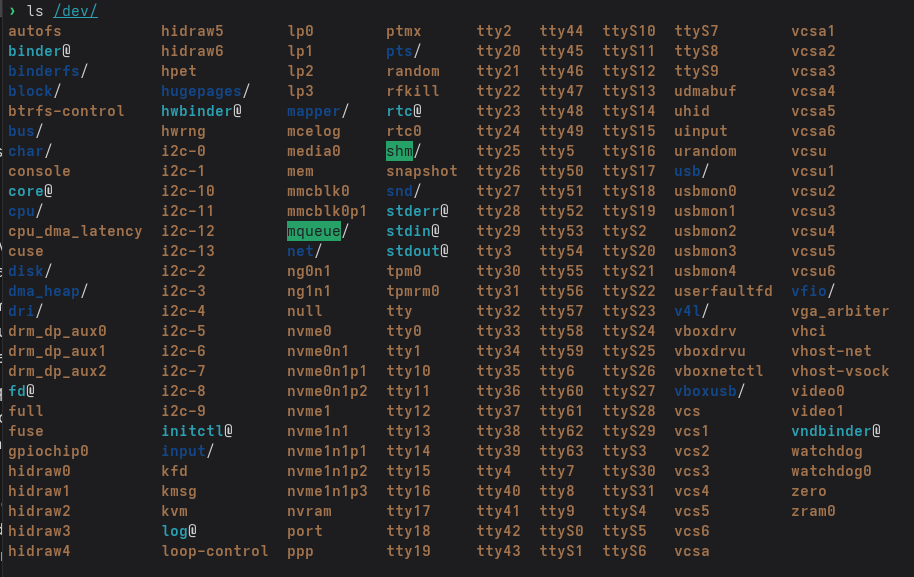 › ls /dev/
autofs hidraw5 lp0 ptmx tty2 tty44 ttyS10 ttyS7 vcsa1
binder@ hidraw6 lp1 pts/ tty20 tty45 ttyS11 ttyS8 vcsa2
binderfs/ hpet lp2 random tty21 tty46 ttyS12 ttyS9 vcsa3
block/ hugepages/ lp3 rfkill tty22 tty47 ttyS13 udmabuf vcsa4
btrfs-control hwbinder@ mapper/ rtc@ tty23 tty48 ttyS14 uhid vcsa5
bus/ hwrng mcelog rtc0 tty24 tty49 ttyS15 uinput vcsa6
char/ i2c-0 media0 shm/ tty25 tty5 ttyS16 urandom vcsu
console i2c-1 mem snapshot tty26 tty50 ttyS17 usb/ vcsu1
core@ i2c-10 mmcblk0 snd/ tty27 tty51 ttyS18 usbmon0 vcsu2
cpu/ i2c-11 mmcblk0p1 stderr@ tty28 tty52 ttyS19 usbmon1 vcsu3
cpu_dma_latency i2c-12 mqueue/ stdin@ tty29 tty53 ttyS2 usbmon2 vcsu4
cuse i2c-13 net/ stdout@ tty3 tty54 ttyS20 usbmon3 vcsu5
disk/ i2c-2 ng0n1 tpm0 tty30 tty55 ttyS21 usbmon4 vcsu6
dma_heap/ i2c-3 ng1n1 tpmrm0 tty31 tty56 ttyS22 userfaultfd vfio/
dri/ i2c-4 null tty tty32 tty57 ttyS23 v4l/ vga_arbiter
drm_dp_aux0 i2c-5 nvme0 tty0 tty33 tty58 ttyS24 vboxdrv vhci
drm_dp_aux1 i2c-6 nvme0n1 tty1 tty34 tty59 ttyS25 vboxdrvu vhost-net
drm_dp_aux2 i2c-7 nvme0n1p1 tty10 tty35 tty6 ttyS26 vboxnetctl vhost-vsock
fd@ i2c-8 nvme0n1p2 tty11 tty36 tty60 ttyS27 vboxusb/ video0
full i2c-9 nvme1 tty12 tty37 tty61 ttyS28 vcs video1
fuse initctl@ nvme1n1 tty13 tty38 tty62 ttyS29 vcs1 vndbinder@
gpiochip0 input/ nvme1n1p1 tty14 tty39 tty63 ttyS3 vcs2 watchdog
hidraw0 kfd nvme1n1p2 tty15 tty4 tty7 ttyS30 vcs3 watchdog0
hidraw1 kmsg nvme1n1p3 tty16 tty40 tty8 ttyS31 vcs4 zero
hidraw2 kvm nvram tty17 tty41 tty9 ttyS4 vcs5 zram0
hidraw3 log@ port tty18 tty42 ttyS0 ttyS5 vcs6
hidraw4 loop-control ppp tty19 tty43 ttyS1 ttyS6 vcsa